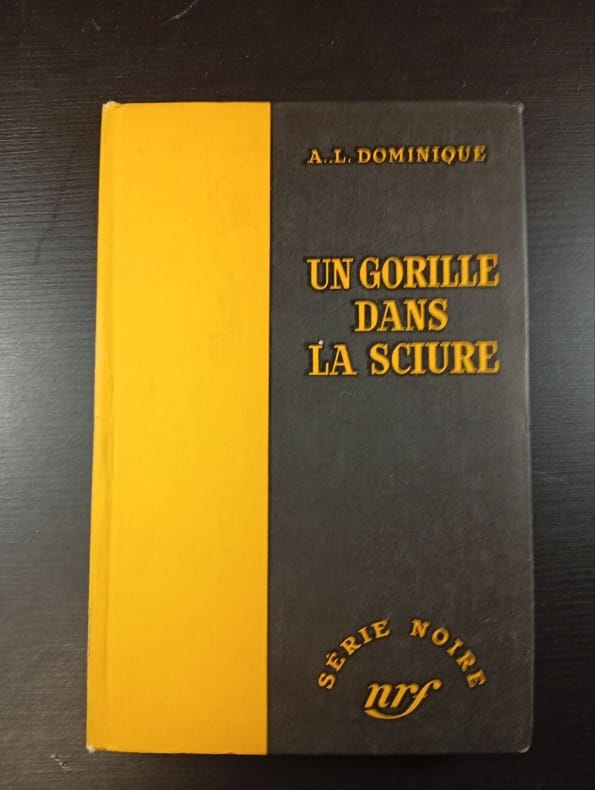 A..L. DOMINIQUE
UN GORILLE
DANS
LA SCIURE
SÉRIE NOIRE
nrf